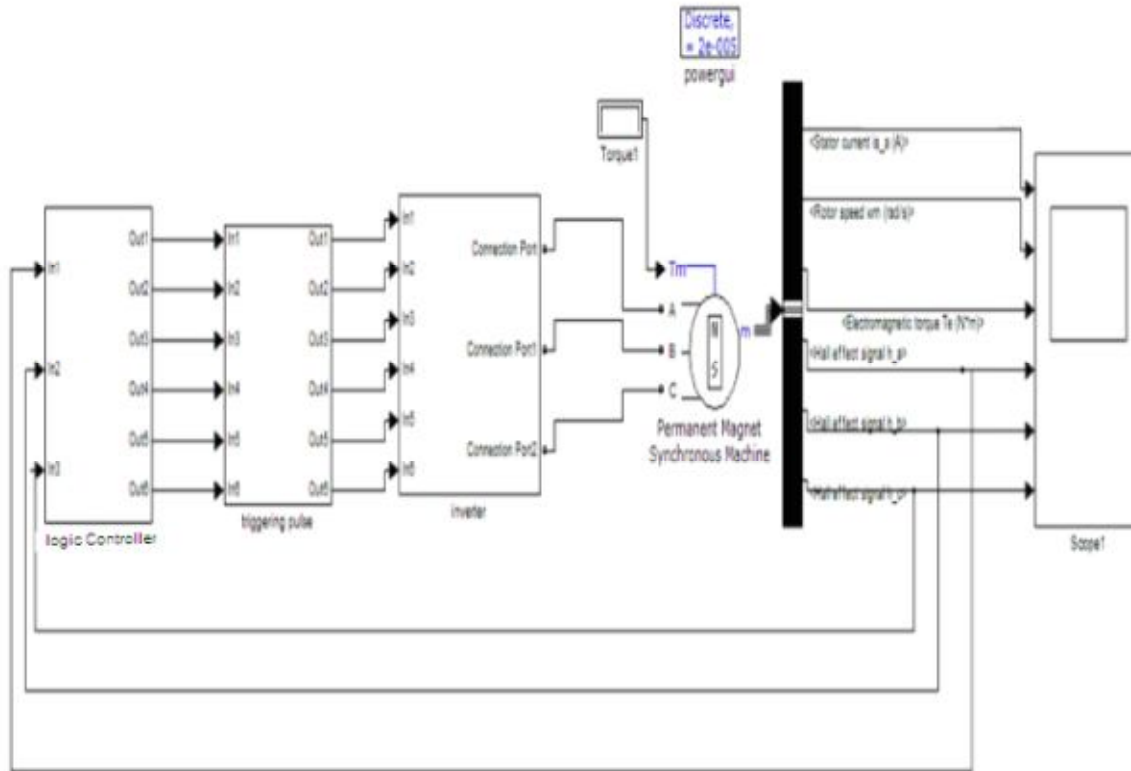 Discrete,
= 2e-005
powergui
Torque1
<Stator current is_a (A)>
<Rotor speed wm (rad/s)>
<Electromagnetic torque Te (N*m)>
<Hall effect signal h_a>
<Hall effect signal h_b>
<Hall effect signal h_c>
Scope1
In1
In2
In3
Out1
Out2
Out3
Out4
Out5
Out6
logic Controller
In1
In2
In3
In4
In5
In6
Out1
Out2
Out3
Out4
Out5
Out6
triggering pulse
In1
In2
In3
In4
In5
In6
Connection Port
Connection Port1
Connection Port2
inverter
Tm
A
B
C
N
S
m
Permanent Magnet
Synchronous Machine